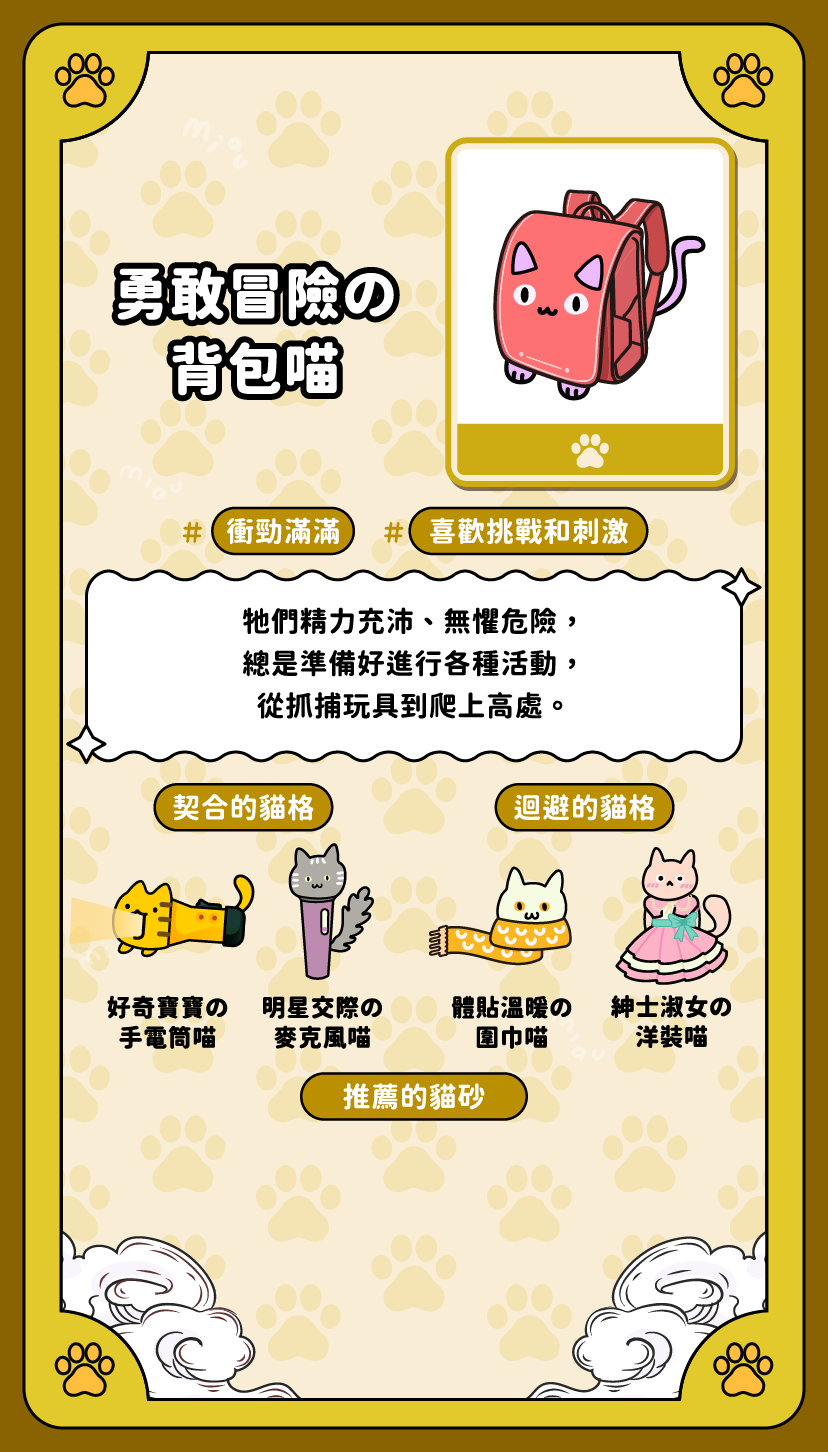 miau
勇敢冒險の
背包喵
miau
# 衝勁滿滿 # 喜歡挑戰和刺激
牠們精力充沛、無懼危險，
總是準備好進行各種活動，
從抓捕玩具到爬上高處。
契合的貓格 迴避的貓格
好奇寶寶の 明星交際の 體貼溫暖の 紳士淑女の
手電筒喵 麥克風喵 圍巾喵 洋裝喵
miau
推薦的貓砂